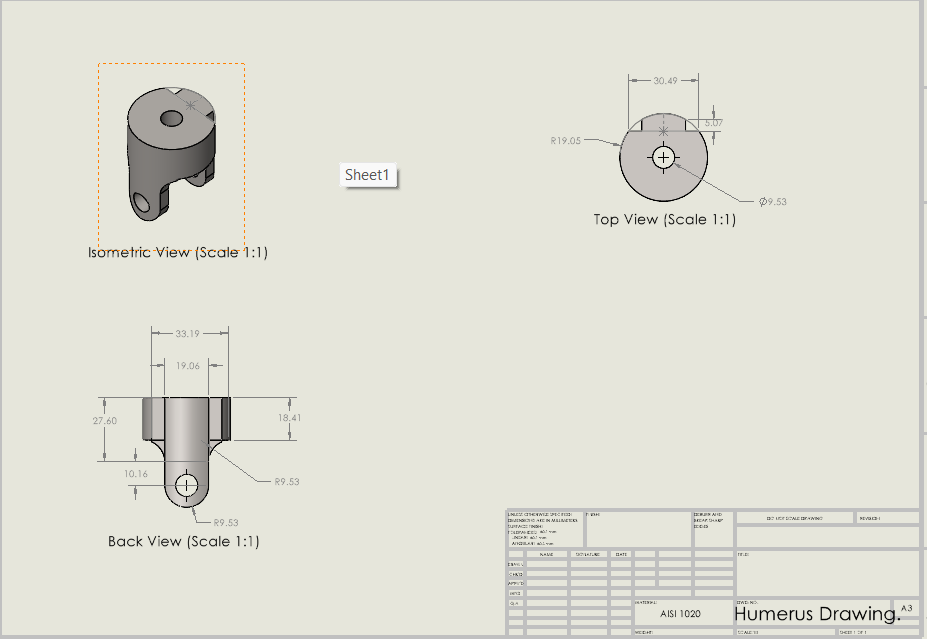 30.49
5.07
R19.05
Sheet1
Ø9.53
Top View (Scale 1:1)
Isometric View (Scale 1:1)
33.19
19.06
27.60
18.41
10.16
R9.53
R9.53
Back View (Scale 1:1)
UNLESS OTHERWISE SPECIFIED:
DIMENSIONS ARE IN MILLIMETERS
SURFACE FINISH:
TOLERANCES:
LINEAR:
ANGULAR:
FINISH:
DEBURR AND
BREAK SHARP
EDGES
DO NOT SCALE DRAWING
REVISION
NAME
SIGNATURE
DATE
TITLE:
DRAWN
CHK'D
APPV'D
MFG
Q.A
MATERIAL:
AISI 1020
DWG NO.
Humerus Drawing.
A3
WEIGHT:
SCALE:1:1
SHEET 1 OF 1